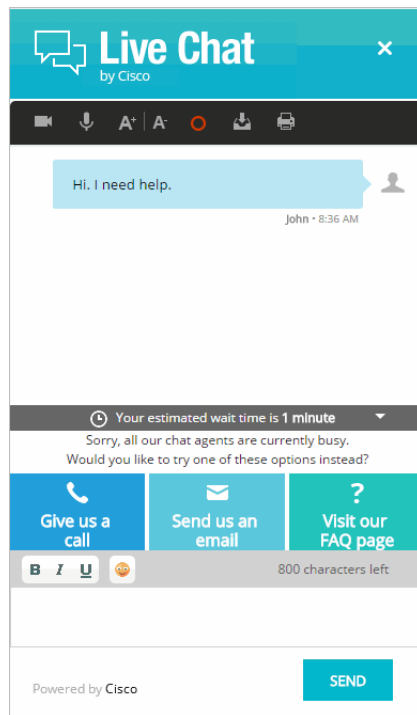 Live Chat
by Cisco
A+ A-
Hi. I need help.
John • 8:36 AM
Your estimated wait time is 1 minute
Sorry, all our chat agents are currently busy.
Would you like to try one of these options instead?
Give us a call
Send us an email
? Visit our FAQ page
B I U 800 characters left
Powered by Cisco
SEND